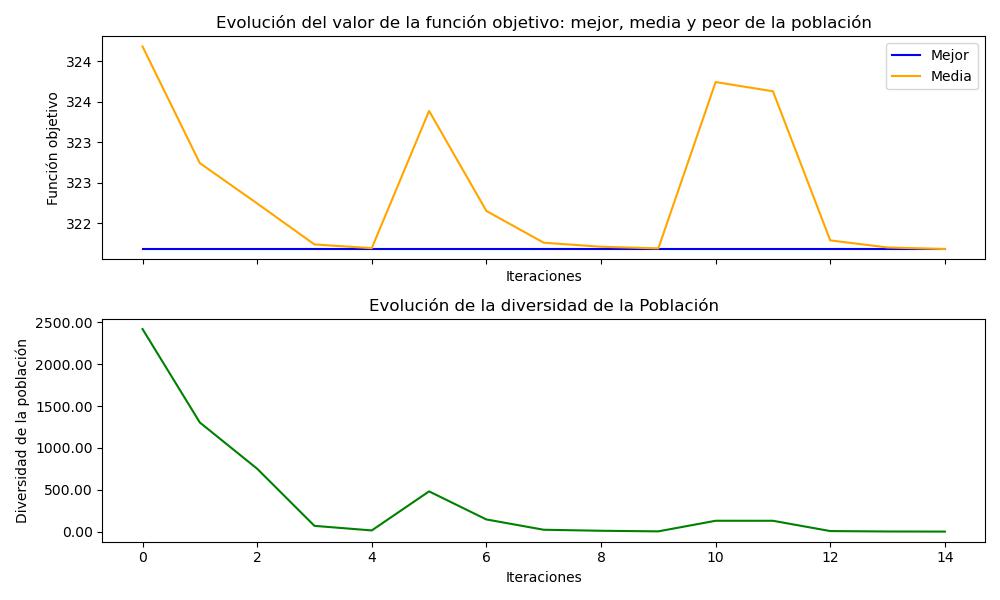 Evolución del valor de la función objetivo: mejor, media y peor de la población
Mejor
Media
Función objetivo
324
324
323
323
322
Iteraciones
Evolución de la diversidad de la Población
Diversidad de la población
2500.00
2000.00
1500.00
1000.00
500.00
0.00
0 2 4 6 8 10 12 14
Iteraciones